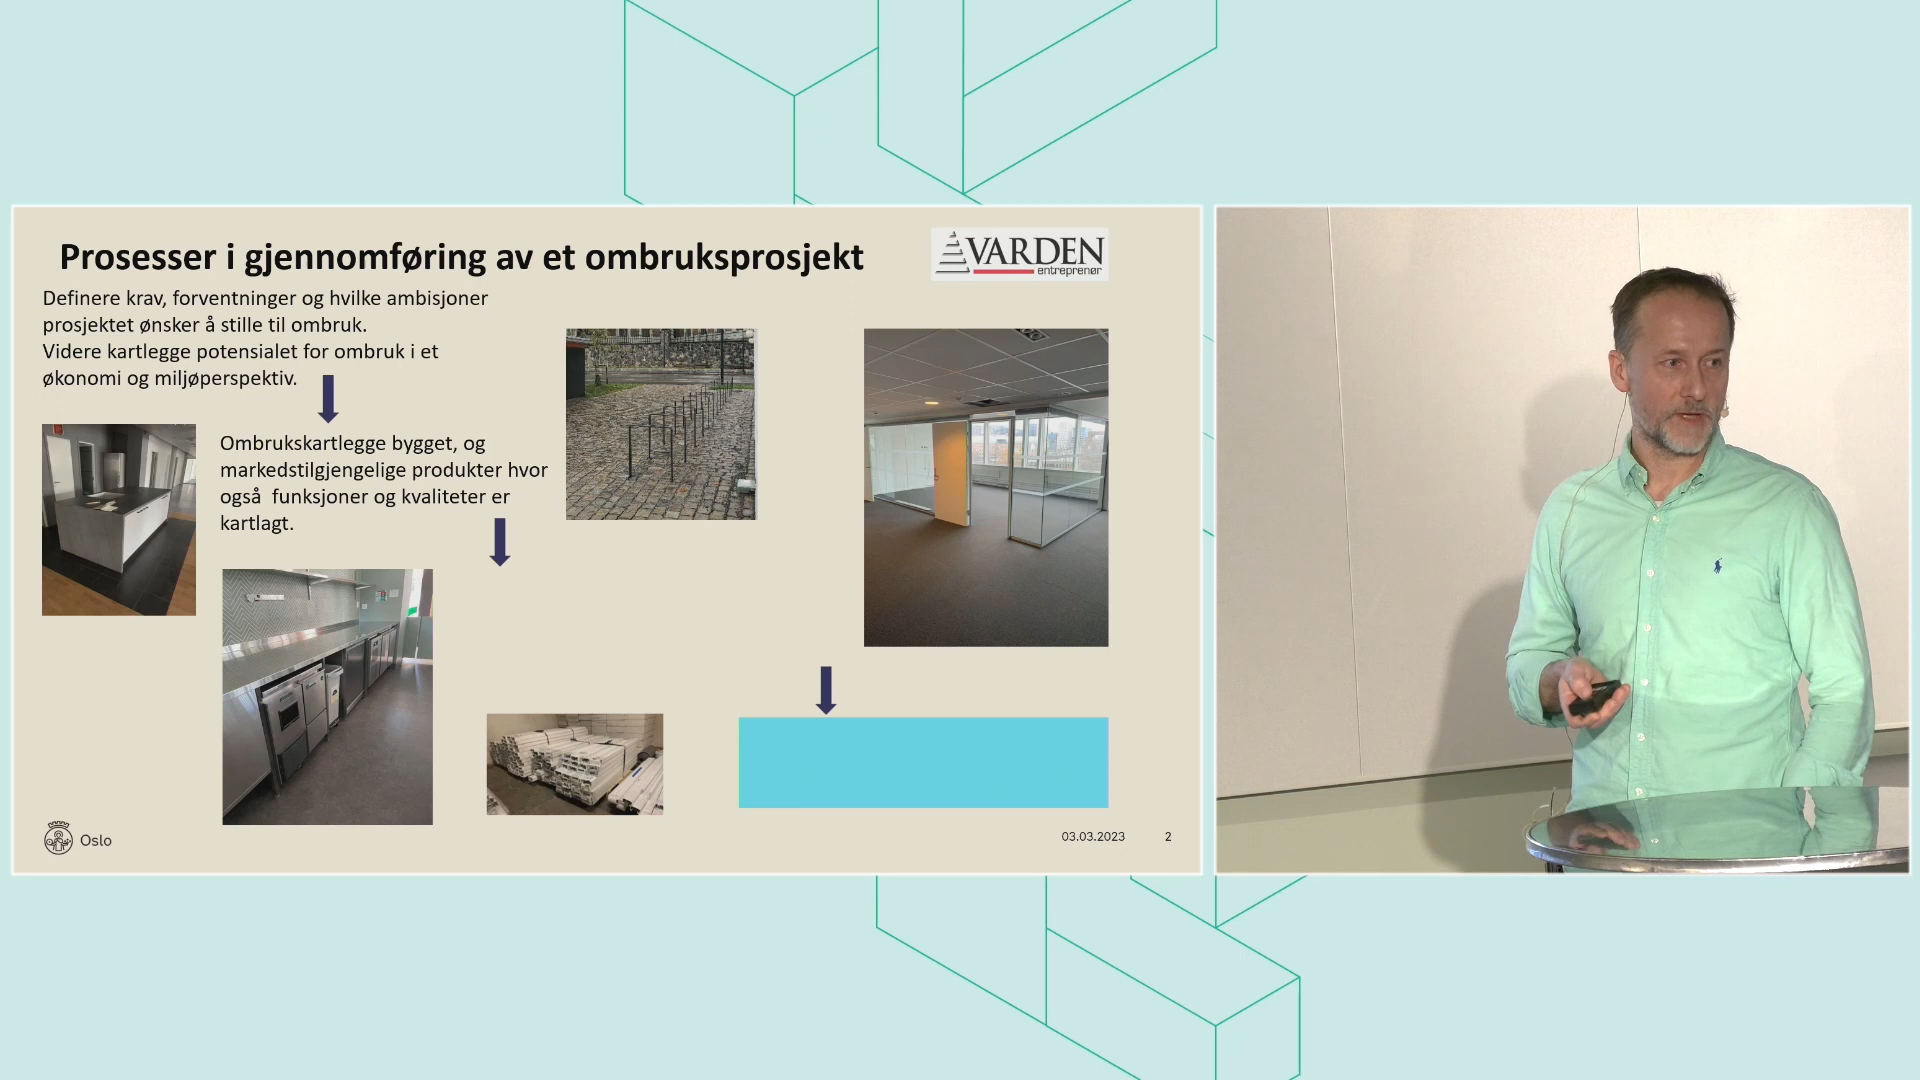 Prosesser i gjennomføring av et ombruksprosjekt
VARDEN
entreprenør
Definere krav, forventninger og hvilke ambisjoner
prosjektet ønsker å stille til ombruk.
Videre kartlegge potensialet for ombruk i et
økonomi og miljøperspektiv.
Ombrukskartlegge bygget, og
markedstilgjengelige produkter hvor
også  funksjoner og kvaliteter er
kartlagt.
Oslo
03.03.2023
2